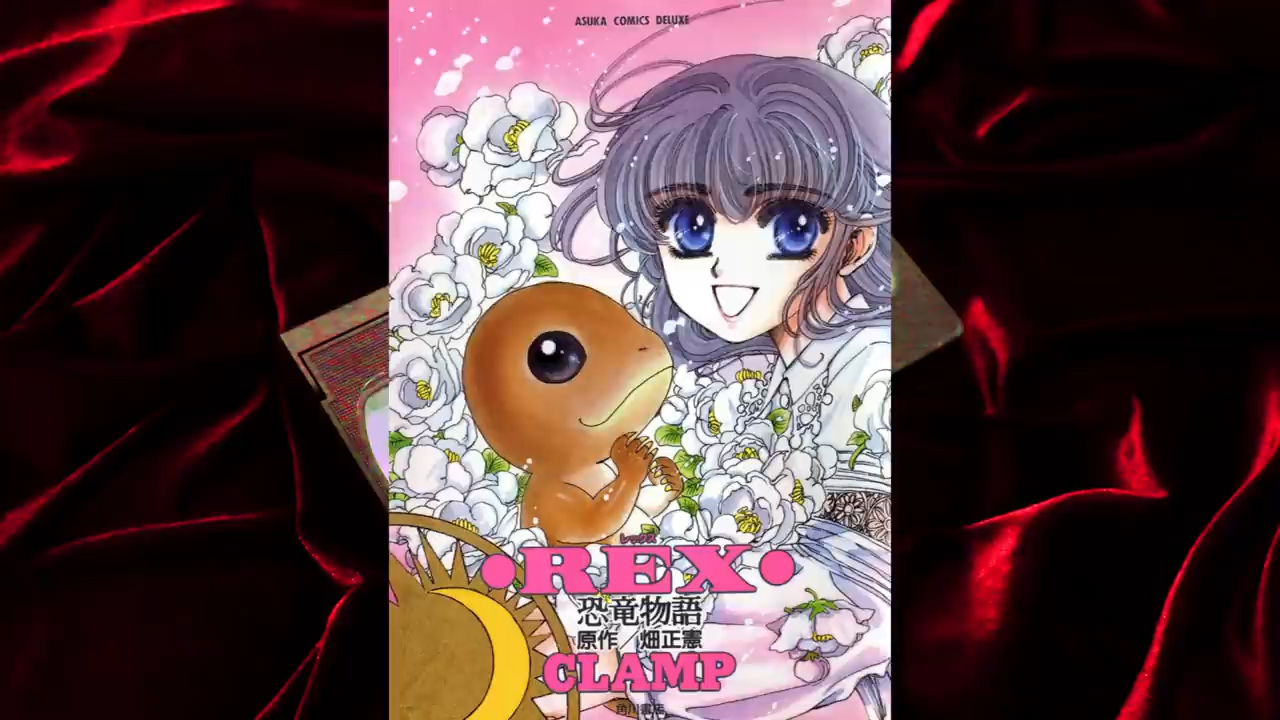 ASUKA COMICS DELUXE
レックス
•REX•
恐竜物語
原作／畑正憲
CLAMP
角川書店